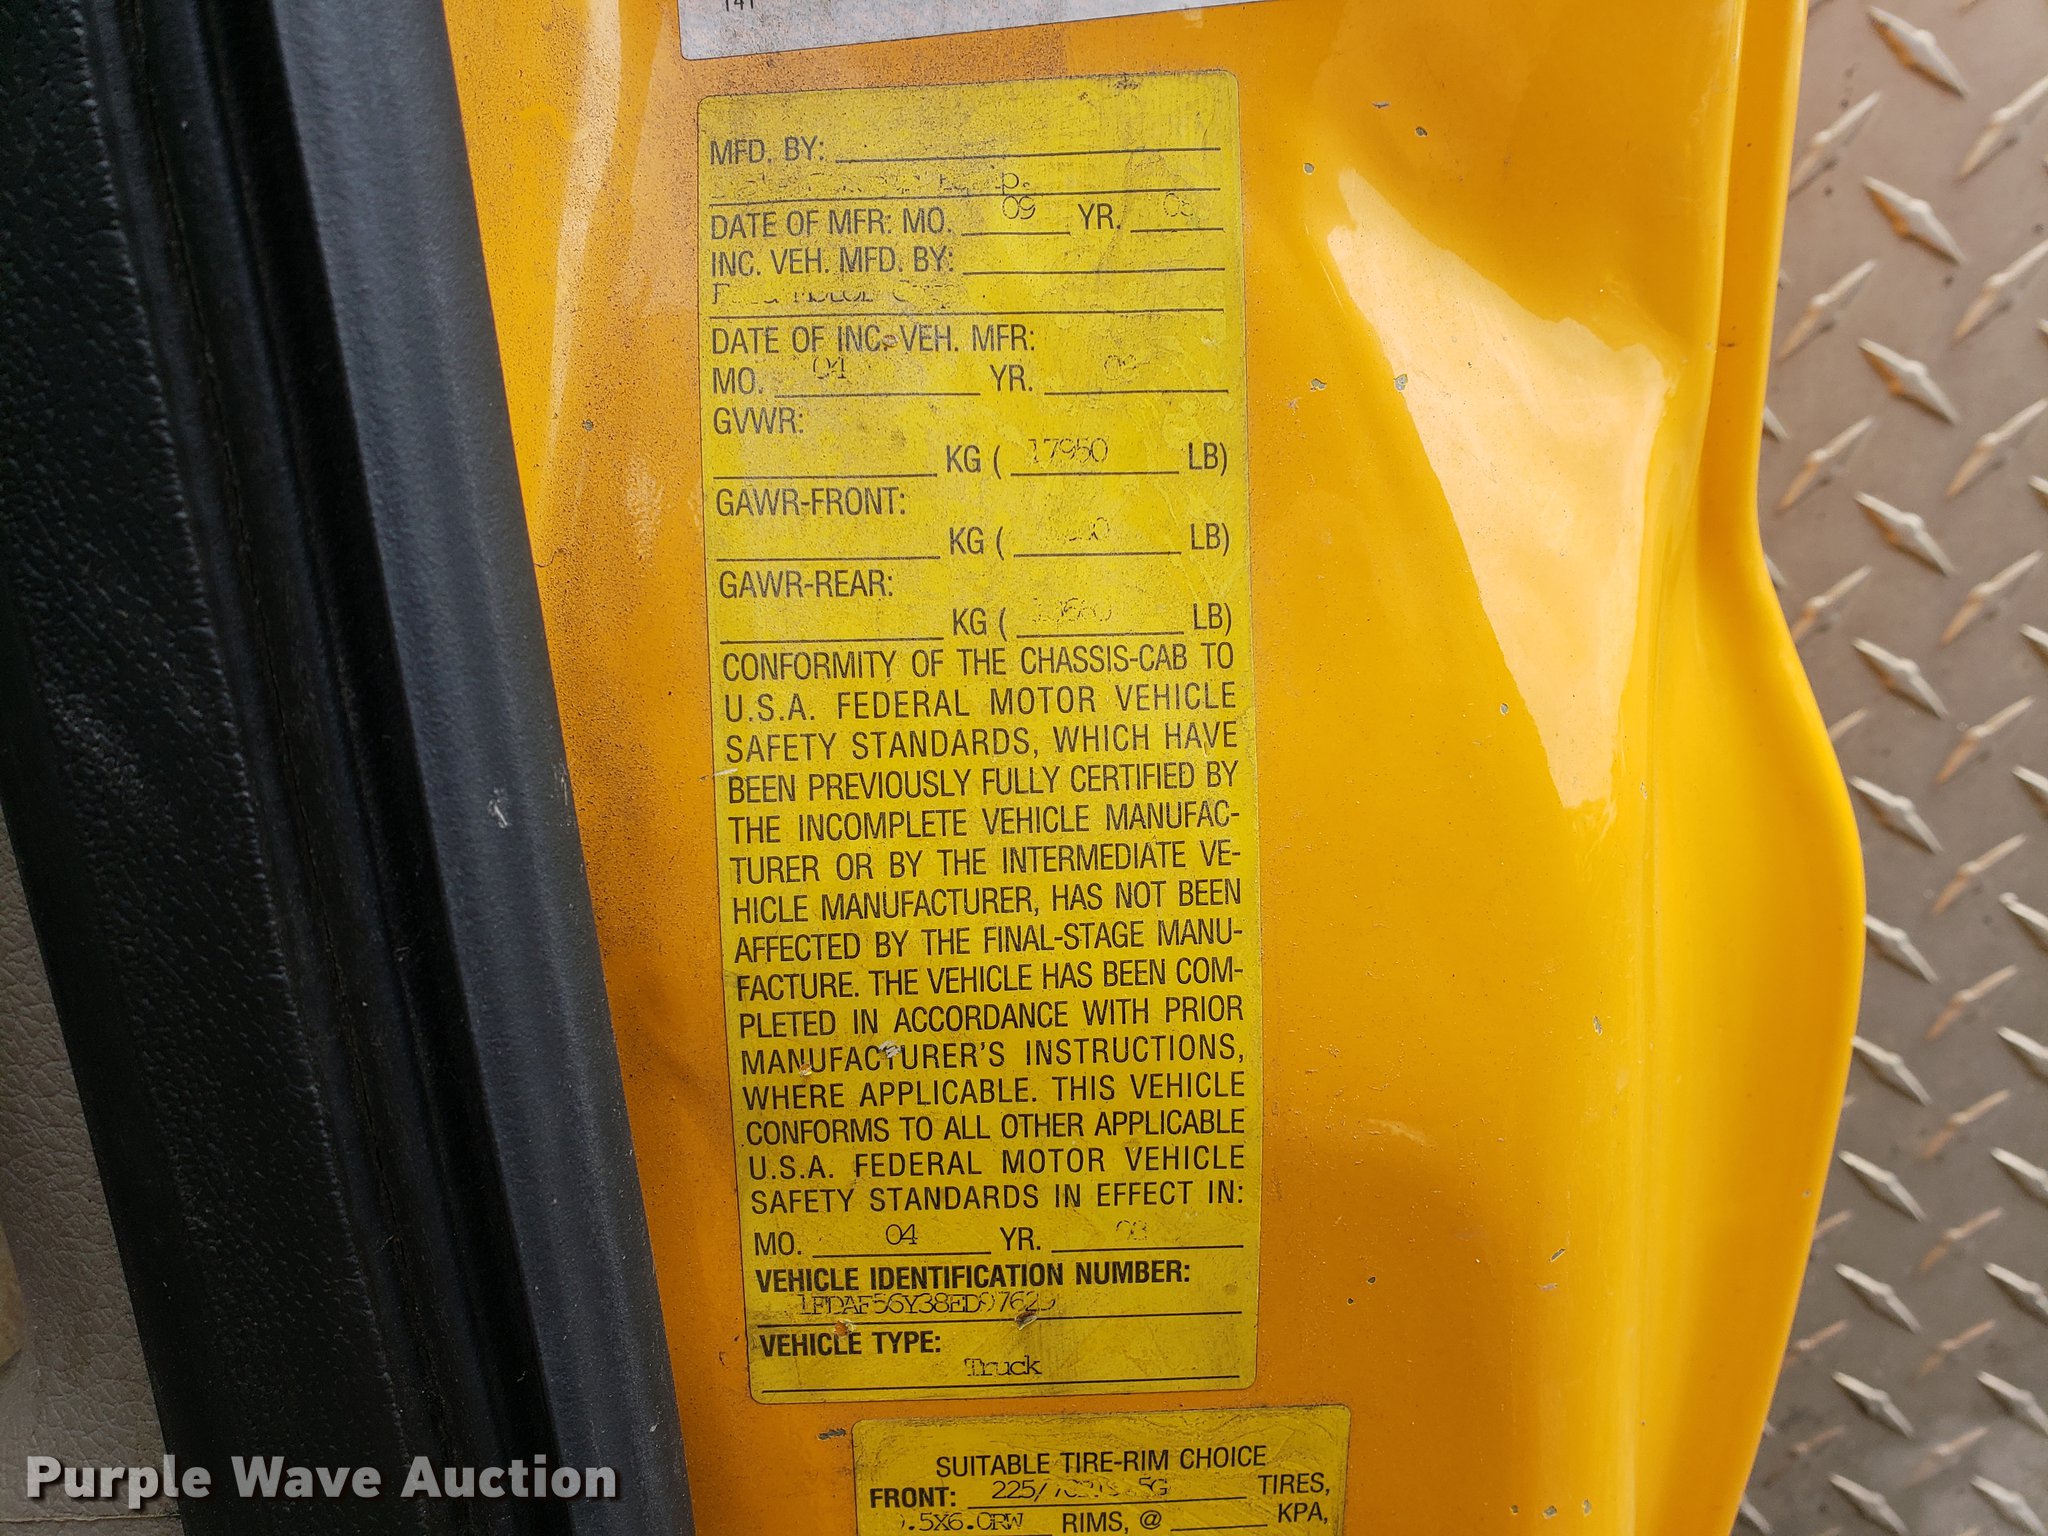 141
MFD. BY:
DATE OF MFR: MO. 09 YR.
INC. VEH. MFD. BY:
DATE OF INC. VEH. MFR:
MO. 04 YR.
GVWR:
KG ( 17950 LB)
GAWR-FRONT:
KG ( LB)
GAWR-REAR:
KG ( LB)
CONFORMITY OF THE CHASSIS-CAB TO
U.S.A. FEDERAL MOTOR VEHICLE
SAFETY STANDARDS, WHICH HAVE
BEEN PREVIOUSLY FULLY CERTIFIED BY
THE INCOMPLETE VEHICLE MANUFAC-
TURER OR BY THE INTERMEDIATE VE-
HICLE MANUFACTURER, HAS NOT BEEN
AFFECTED BY THE FINAL-STAGE MANU-
FACTURE. THE VEHICLE HAS BEEN COM-
PLETED IN ACCORDANCE WITH PRIOR
MANUFACTURER'S INSTRUCTIONS,
WHERE APPLICABLE. THIS VEHICLE
CONFORMS TO ALL OTHER APPLICABLE
U.S.A. FEDERAL MOTOR VEHICLE
SAFETY STANDARDS IN EFFECT IN:
MO. 04 YR. 08
VEHICLE IDENTIFICATION NUMBER:
VEHICLE TYPE:
Truck
SUITABLE TIRE-RIM CHOICE
FRONT: TIRES,
RIMS, @ KPA,
Purple Wave Auction